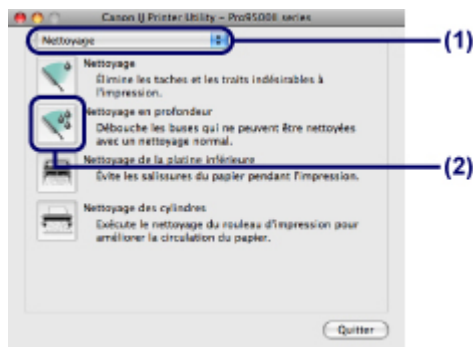 Canon IJ Printer Utility – Pro9500II series
Nettoyage
(1)
Nettoyage
Élimine les taches et les traits indésirables à
l'impression.
Nettoyage en profondeur
Débouche les buses qui ne peuvent être nettoyées
avec un nettoyage normal.
Nettoyage de la platine inférieure
(2)
Évite les salissures du papier pendant l'impression.
Nettoyage des cylindres
Exécute le nettoyage du rouleau d'impression pour
améliorer la circulation du papier.
Quitter